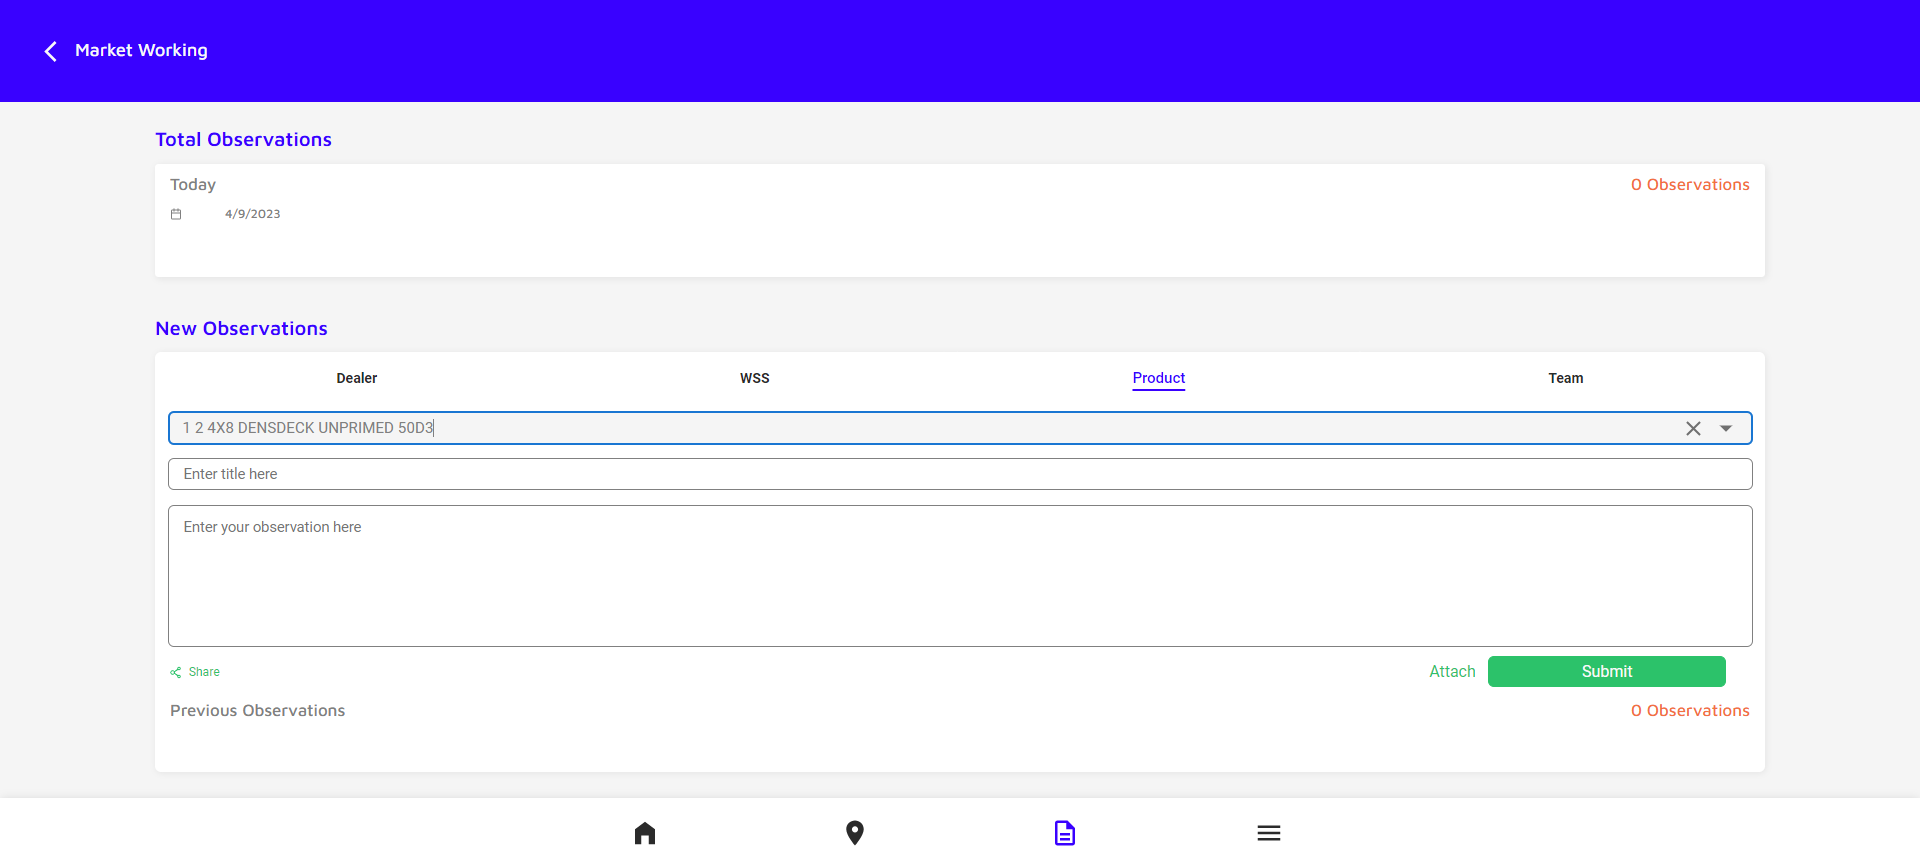 Market Working
Total Observations
Today
0 Observations
4/9/2023
New Observations
Dealer
WSS
Product
Team
1 2 4X8 DENSDECK UNPRIMED 50D3
Enter title here
Enter your observation here
Share
Attach
Submit
Previous Observations
0 Observations